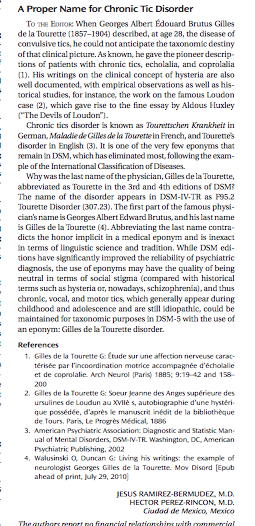 A Proper Name for Chronic Tic Disorder
TO THE EDITOR: When Georges Albert Édouard Brutus Gilles
de la Tourette (1857–1904) described, at age 28, the disease of
convulsive tics, he could not anticipate the taxonomic destiny
of that clinical picture. As known, he gave the pioneer descrip-
tions of patients with chronic tics, echolalia, and coprolalia
(1). His writings on the clinical concept of hysteria are also
well documented, with empirical observations as well as his-
torical studies, for instance, the work on the famous Loudon
case (2), which gave rise to the fine essay by Aldous Huxley
("The Devils of Loudon").
Chronic tics disorder is known as Tourettschen Krankheit in
German, Maladie de Gilles de la Tourette in French, and Tourette's
disorder in English (3). It is one of the very few eponyms that
remain in DSM, which has eliminated most, following the exam-
ple of the International Classification of Diseases.
Why was the last name of the physician, Gilles de la Tourette,
abbreviated as Tourette in the 3rd and 4th editions of DSM?
The name of the disorder appears in DSM-IV-TR as F95.2
Tourette Disorder (307.23). The first part of the famous physi-
cian's name is Georges Albert Edward Brutus, and his last name
is Gilles de la Tourette (4). Abbreviating the last name contra-
dicts the honor implicit in a medical eponym and is inexact
in terms of linguistic science and tradition. While DSM edi-
tions have significantly improved the reliability of psychiatric
diagnosis, the use of eponyms may have the quality of being
neutral in terms of social stigma (compared with historical
terms such as hysteria or, nowadays, schizophrenia), and thus
chronic, vocal, and motor tics, which generally appear during
childhood and adolescence and are still idiopathic, could be
maintained for taxonomic purposes in DSM-5 with the use of
an eponym: Gilles de la Tourette disorder.
References
1. Gilles de la Tourette G: Étude sur une affection nerveuse carac-
térisée par l'incoordination motrice accompagnée d'écholalie
et de coprolalie. Arch Neurol (Paris) 1885; 9:19–42 and 158–
200
2. Gilles de la Tourette G: Soeur Jeanne des Anges supérieure des
ursulines de Loudun au XVIIè s, autobiographie d'une hystéri-
que possédée, d'après le manuscrit inédit de la bibliothèque
de Tours. Paris, Le Progrès Médical, 1886
3. American Psychiatric Association: Diagnostic and Statistic Man-
ual of Mental Disorders, DSM-IV-TR. Washington, DC, American
Psychiatric Publishing, 2002
4. Walusinski O, Duncan G: Living his writings: the example of
neurologist Georges Gilles de la Tourette. Mov Disord [Epub
ahead of print, July 29, 2010]
JESUS RAMIREZ-BERMUDEZ, M.D.
HECTOR PEREZ-RINCON, M.D.
Ciudad de Mexico, Mexico
The authors report no financial relationships with commercial